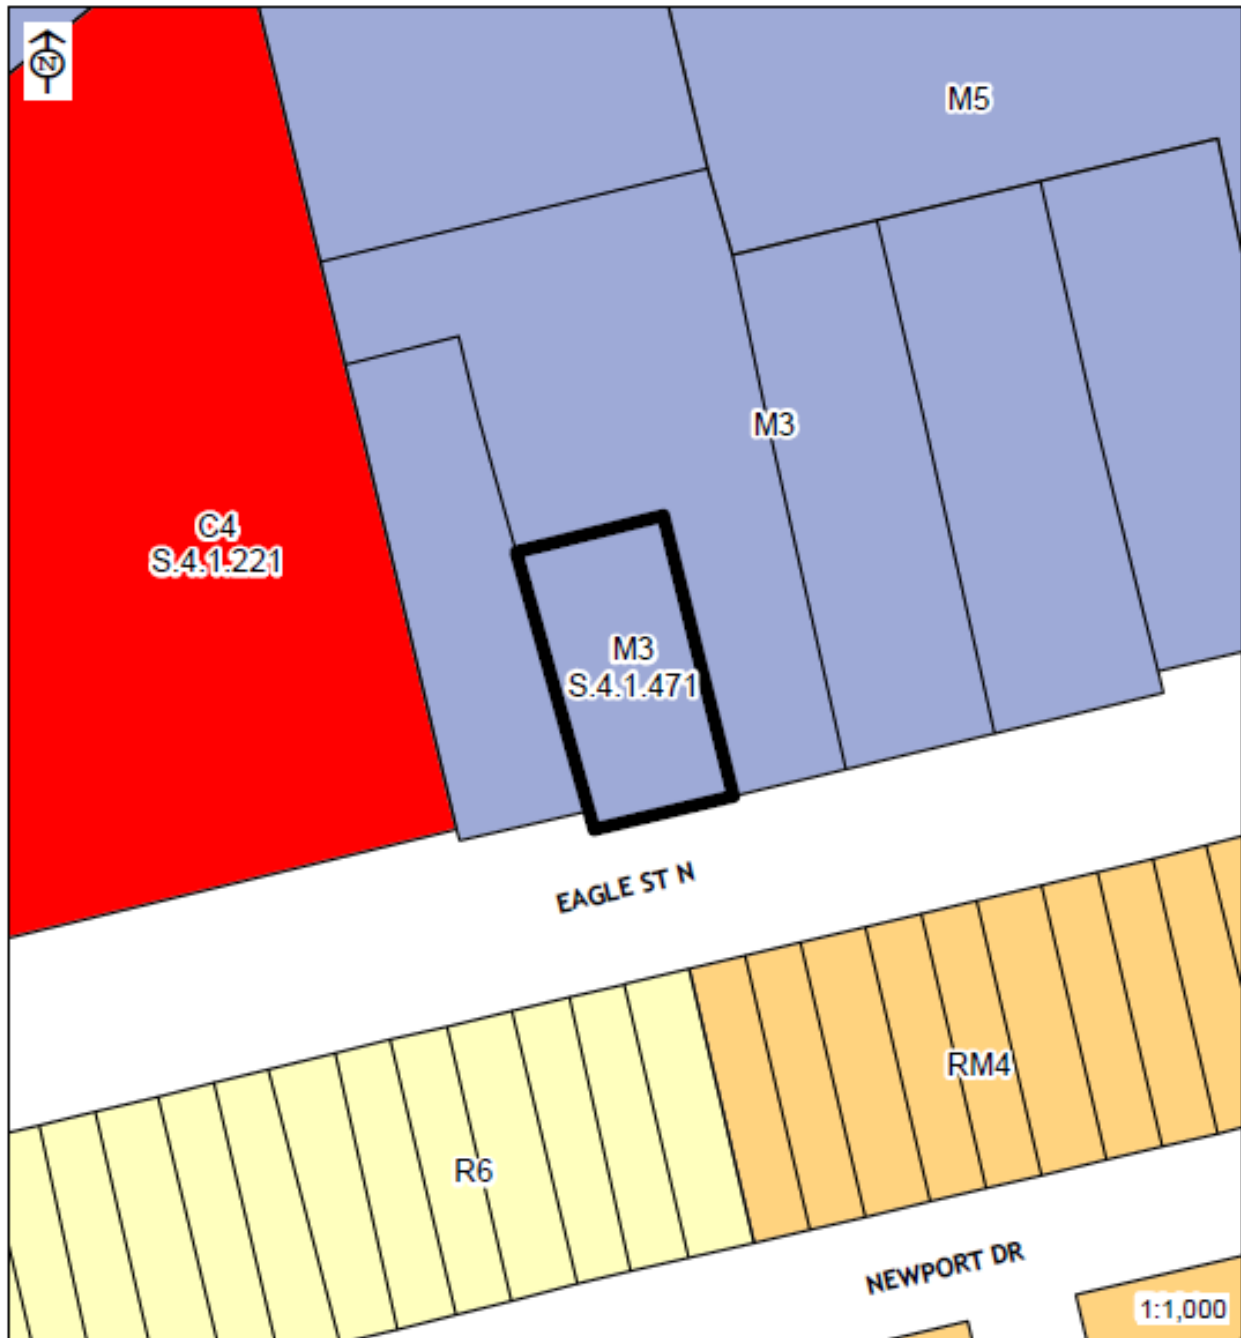 N
M5
M3
C4
S.4.1.221
M3
S.4.1.471
EAGLE ST N
RM4
R6
NEWPORT DR
1:1,000